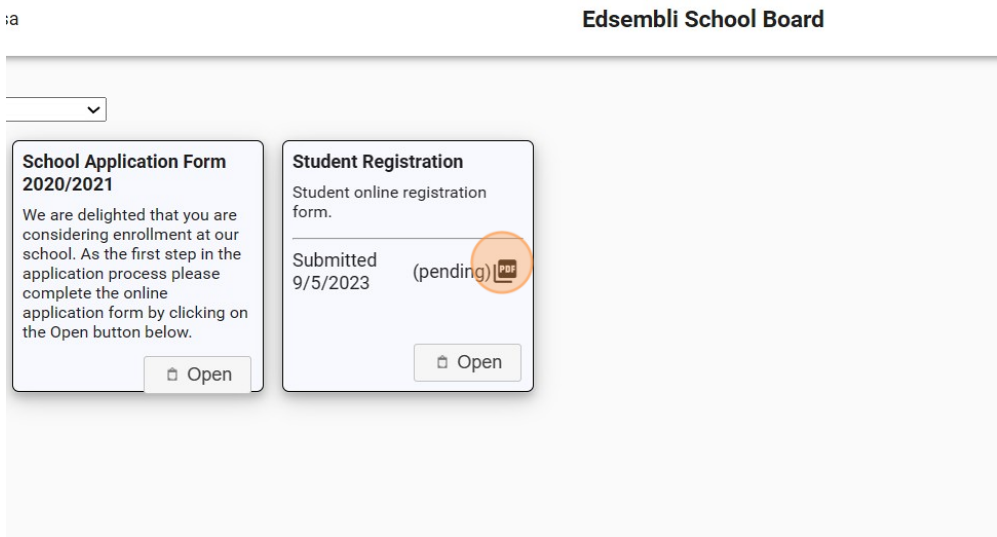 sa
Edsembli School Board
School Application Form
2020/2021
We are delighted that you are
considering enrollment at our
school. As the first step in the
application process please
complete the online
application form by clicking on
the Open button below.
Open
Student Registration
Student online registration
form.
Submitted
9/5/2023
(pending)
PDF
Open